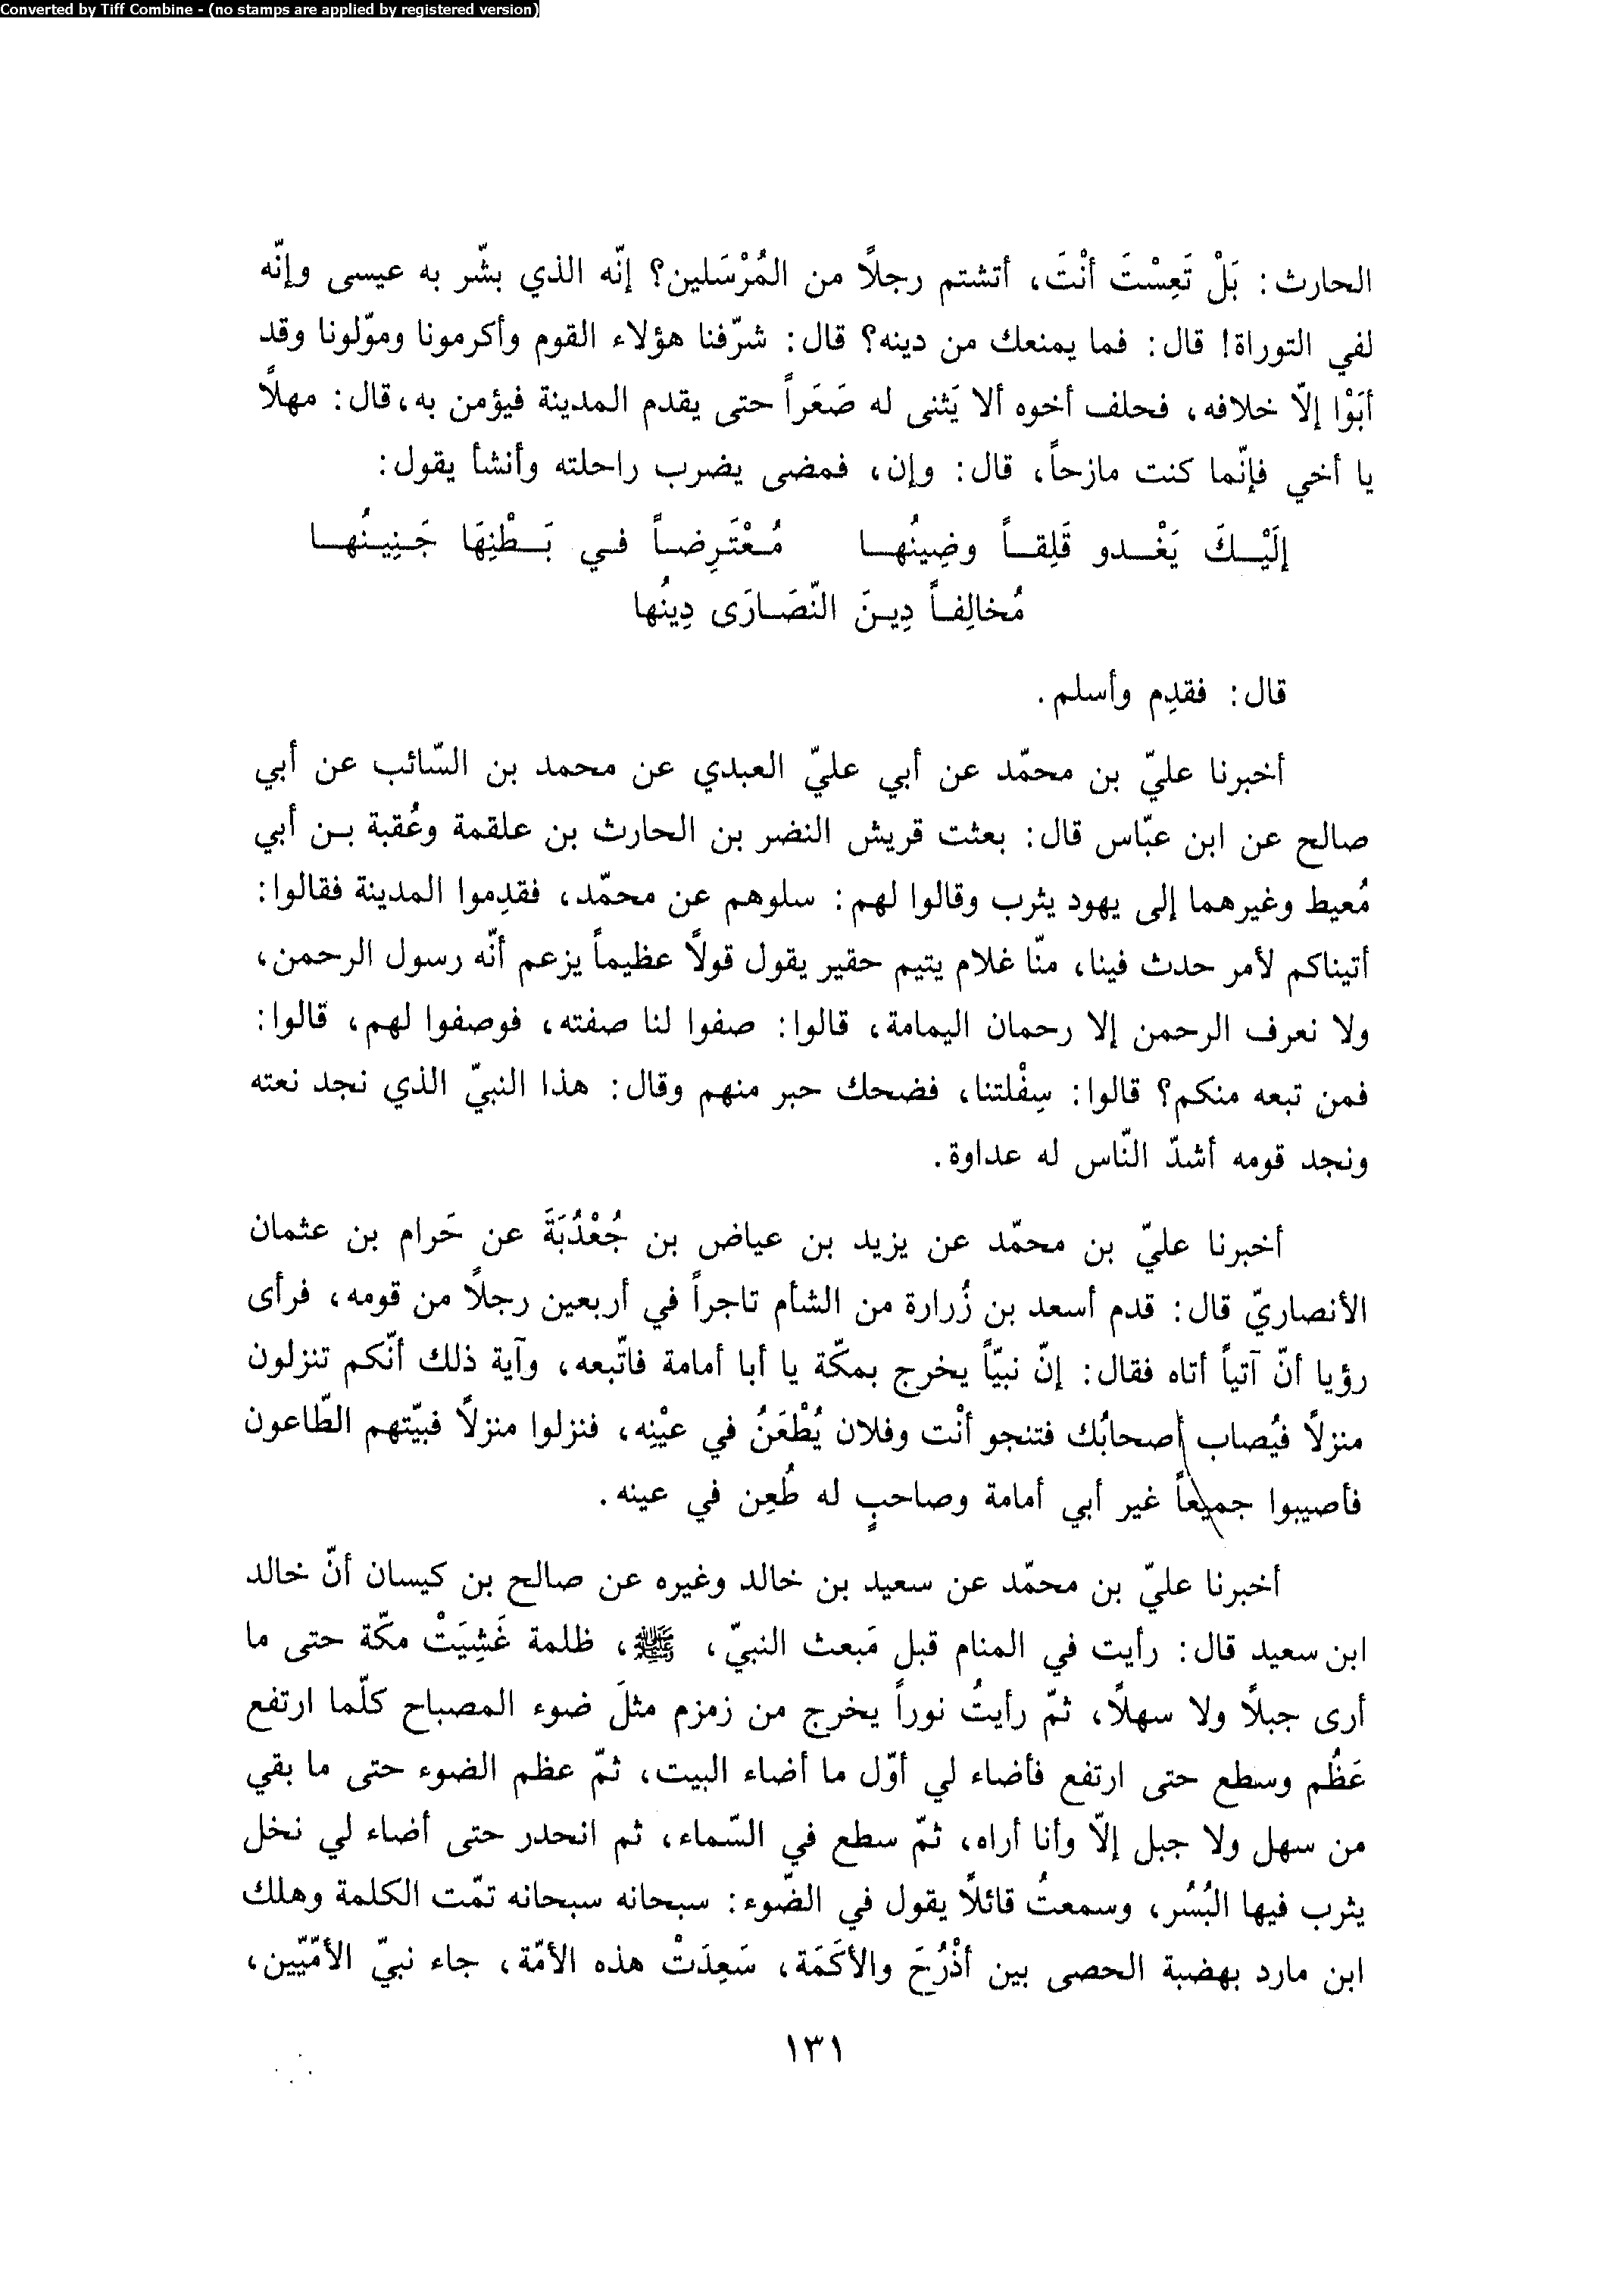 Converted by Tiff Combine - (no stamps are applied by registered version)
الحارث: بَلْ تَعِسْتَ أنْتَ، أتشتم رجلاً من المُرْسَلين؟ إنّه الذي بشّر به عيسى وإنّه
لفي التوراة! قال: فما يمنعك من دينه؟ قال: شرّفنا هؤلاء القوم وأكرمونا وموّلونا وقد
أبَوْا إلّا خلافه، فحلف أخوه ألا يَثنى له صَعَراً حتى يقدم المدينة فيؤمن به، قال: مهلاً
يا أخي فإنّما كنت مازحاً، قال: وإن، فمضى يضرب راحلته وأنشأ يقول:
إلَيْـكَ يَغْـدو قَلِقـاً وضِينُهـا مُـعْتَـرِضـاً فـي بَـطْنِهَا جَـنِيـنُهـا
مُخالِفـاً دِيـنَ النّصَـارَى دِينُها
قال: فقدِم وأسلم.
أخبرنا عليّ بن محمّد عن أبي عليّ العبدي عن محمد بن السّائب عن أبي
صالح عن ابن عبّاس قال: بعثت قريش النضر بن الحارث بن علقمة وعُقبة بـن أبي
مُعيط وغيرهما إلى يهود يثرب وقالوا لهم: سلوهم عن محمّد، فقدِموا المدينة فقالوا:
أتيناكم لأمر حدث فينا، منّا غلام يتيم حقير يقول قولاً عظيماً يزعم أنّه رسول الرحمن،
ولا نعرف الرحمن إلا رحمان اليمامة، قالوا: صفوا لنا صفته، فوصفوا لهم، قالوا:
فمن تبعه منكم؟ قالوا: سِفْلتنا، فضحك حبر منهم وقال: هذا النبيّ الذي نجد نعته
ونجد قومه أشدّ النّاس له عداوة.
أخبرنا عليّ بن محمّد عن يزيد بن عياض بن جُعْدُبَةَ عن حَرام بن عثمان
الأنصاريّ قال: قدم أسعد بن زُرارة من الشأم تاجراً في أربعين رجلاً من قومه، فرأى
رؤيا أنّ آتياً أتاه فقال: إنّ نبيّاً يخرج بمكّة يا أبا أمامة فاتّبعه، وآية ذلك أنّكم تنزلون
منزلاً فيُصاب أصحابُك فتنجو أنْت وفلان يُطْعَنُ في عيْنِه، فنزلوا منزلاً فبيّتهم الطّاعون
فأصيبوا جميعاً غير أبي أمامة وصاحبٍ له طُعِن في عينه.
أخبرنا عليّ بن محمّد عن سعيد بن خالد وغيره عن صالح بن كيسان أنّ خالد
ابن سعيد قال: رأيت في المنام قبل مَبعث النبيّ، ﷺ، ظلمة غَشِيَتْ مكّة حتى ما
أرى جبلاً ولا سهلاً، ثمّ رأيتُ نوراً يخرج من زمزم مثلَ ضوء المصباح كلّما ارتفع
عَظُم وسطع حتى ارتفع فأضاء لي أوّل ما أضاء البيت، ثمّ عظم الضوء حتى ما بقي
من سهل ولا جبل إلّا وأنا أراه، ثمّ سطع في السّماء، ثم انحدر حتى أضاء لي نخل
يثرب فيها البُسُر، وسمعتُ قائلاً يقول في الضّوء: سبحانه سبحانه تمّت الكلمة وهلك
ابن مارد بهضبة الحصى بين أذْرُحَ والأكَمَة، سَعِدَتْ هذه الأمّة، جاء نبيّ الأمّيّين،
١٣١